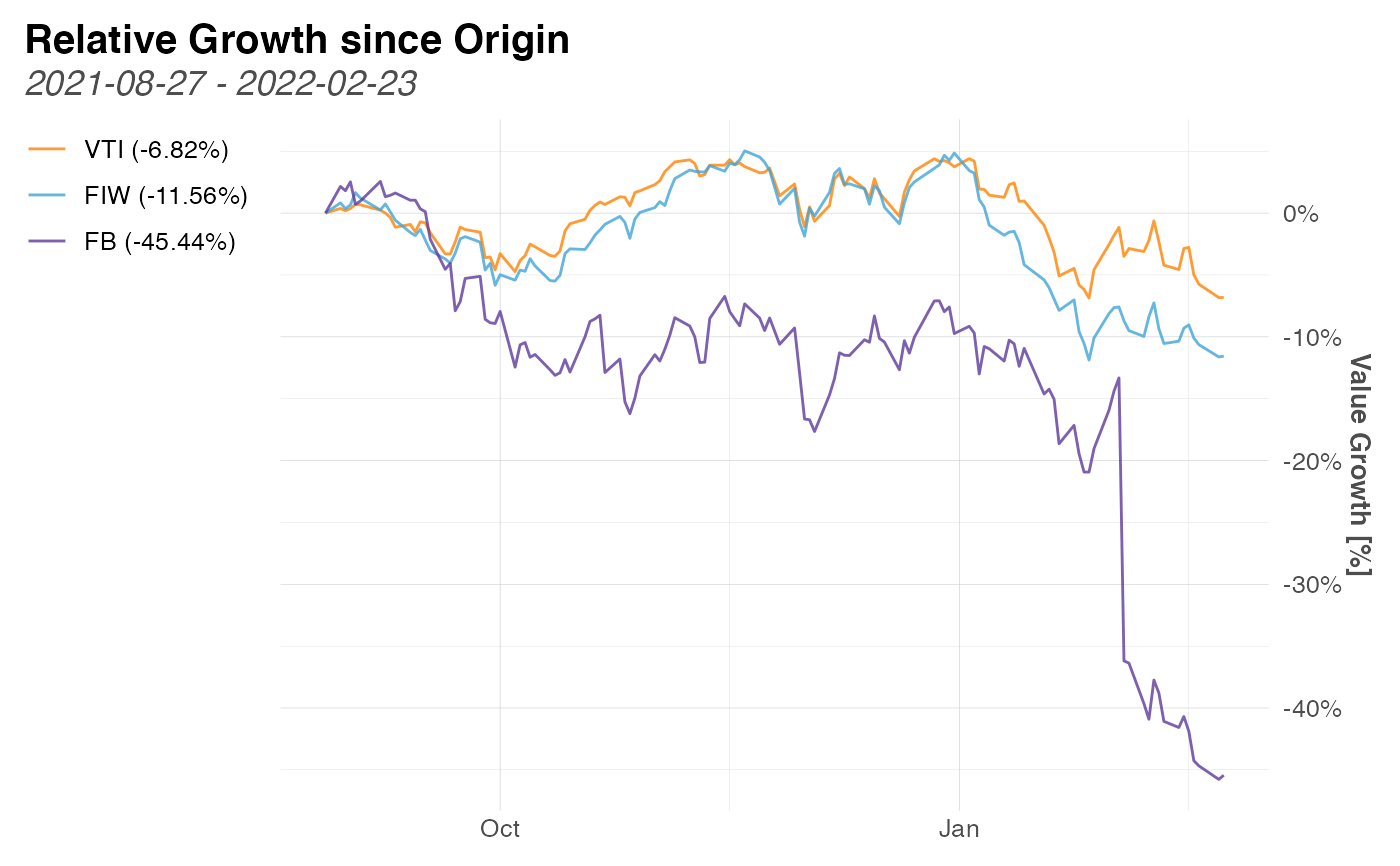 Relative Growth since Origin
2021-08-27 - 2022-02-23
VTI (-6.82%)
FIW (-11.56%)
FB (-45.44%)
0%
-10%
-20%
-30%
-40%
Value Growth [%]
Oct
Jan